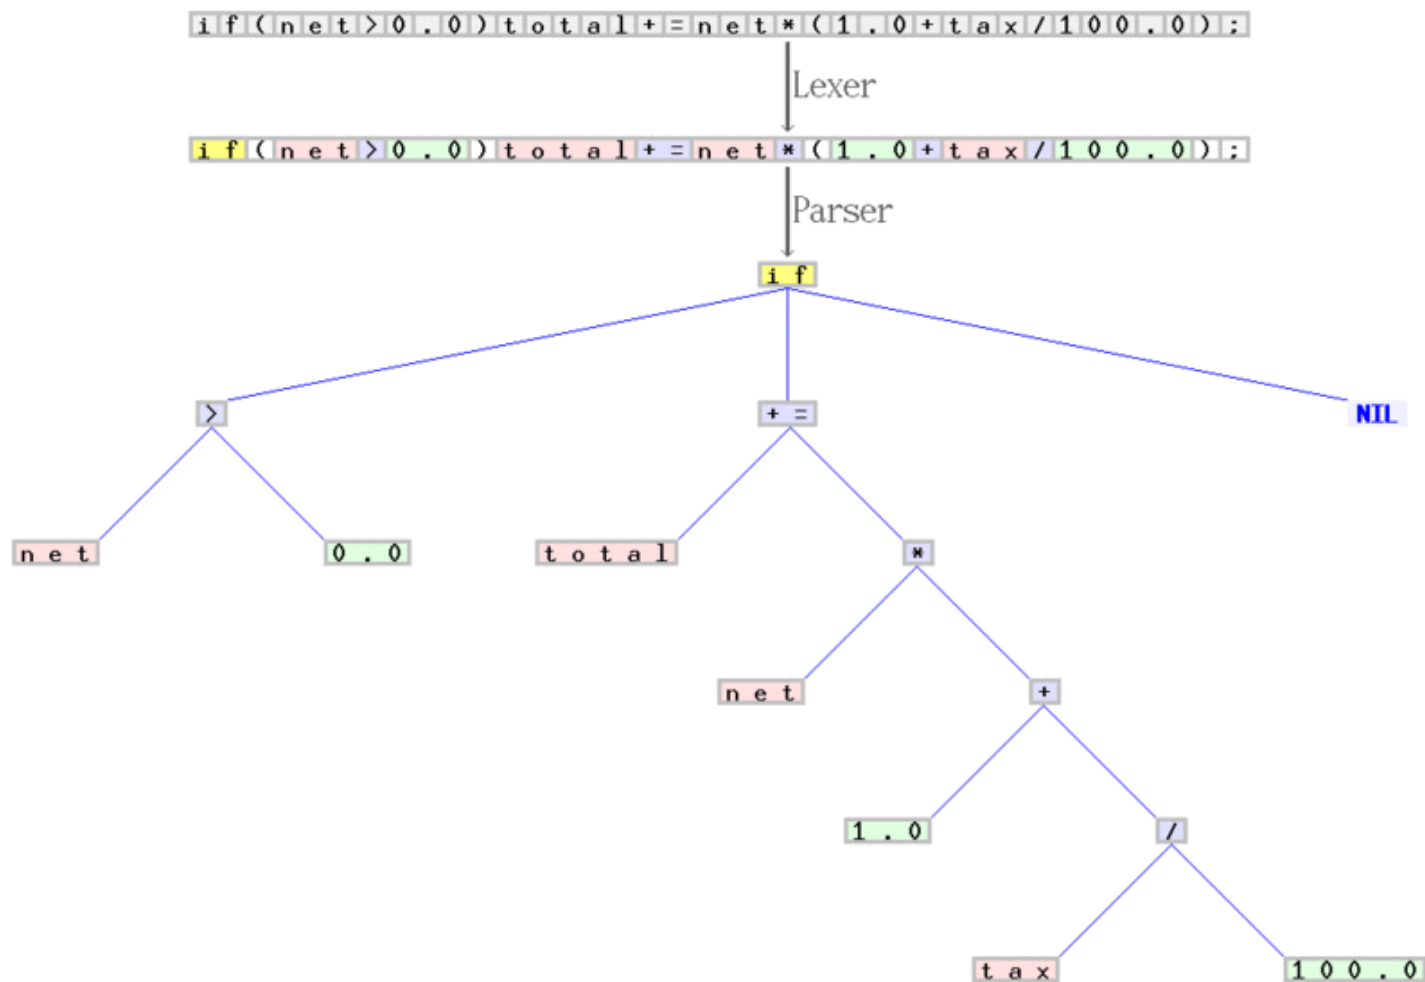 if(net>0.0)total+=net*(1.0+tax/100.0);
Lexer
if(net>0.0)total+=net*(1.0+tax/100.0);
Parser
if
> += NIL
net 0.0 total *
net +
1.0 /
tax 100.0